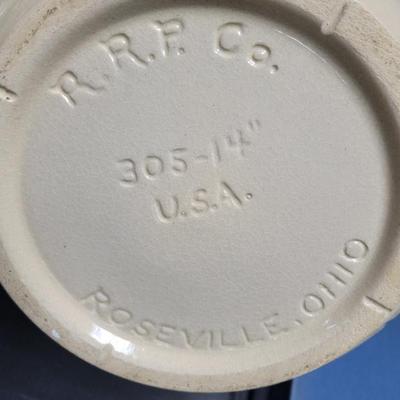 R.R.P. Co.
305-14"
U.S.A.
ROSEVILLE, OHIO